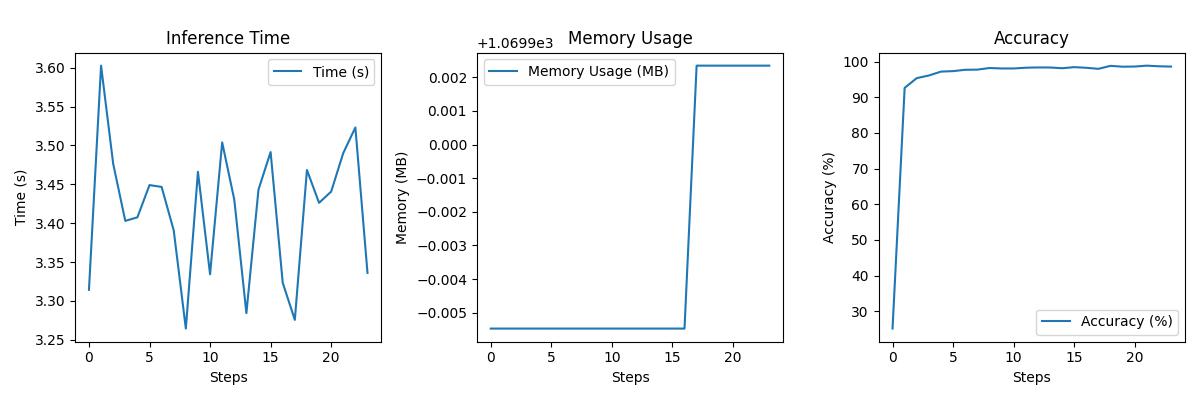 Inference Time
Time (s)
3.60
3.55
3.50
3.45
3.40
3.35
3.30
3.25
Time (s)
0 5 10 15 20
Steps
+1.0699e3 Memory Usage
Memory Usage (MB)
0.002
0.001
0.000
−0.001
−0.002
−0.003
−0.004
−0.005
Memory (MB)
0 5 10 15 20
Steps
Accuracy
100
90
80
70
60
50
40
30
Accuracy (%)
Accuracy (%)
0 5 10 15 20
Steps